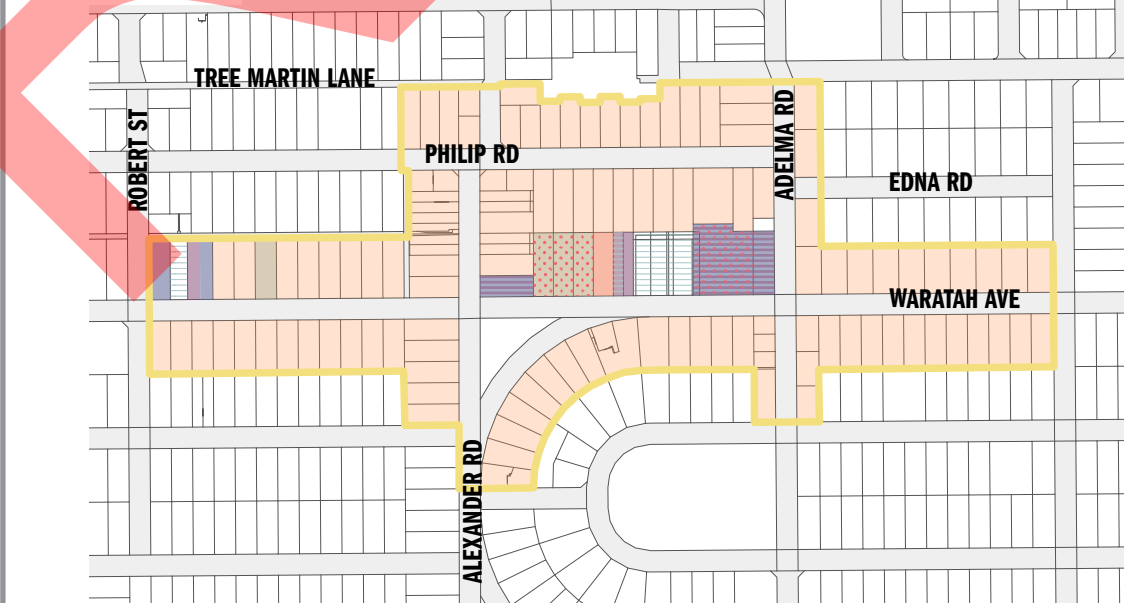 TREE MARTIN LANE
ROBERT ST
PHILIP RD
ADELMA RD
EDNA RD
WARATAH AVE
ALEXANDER RD